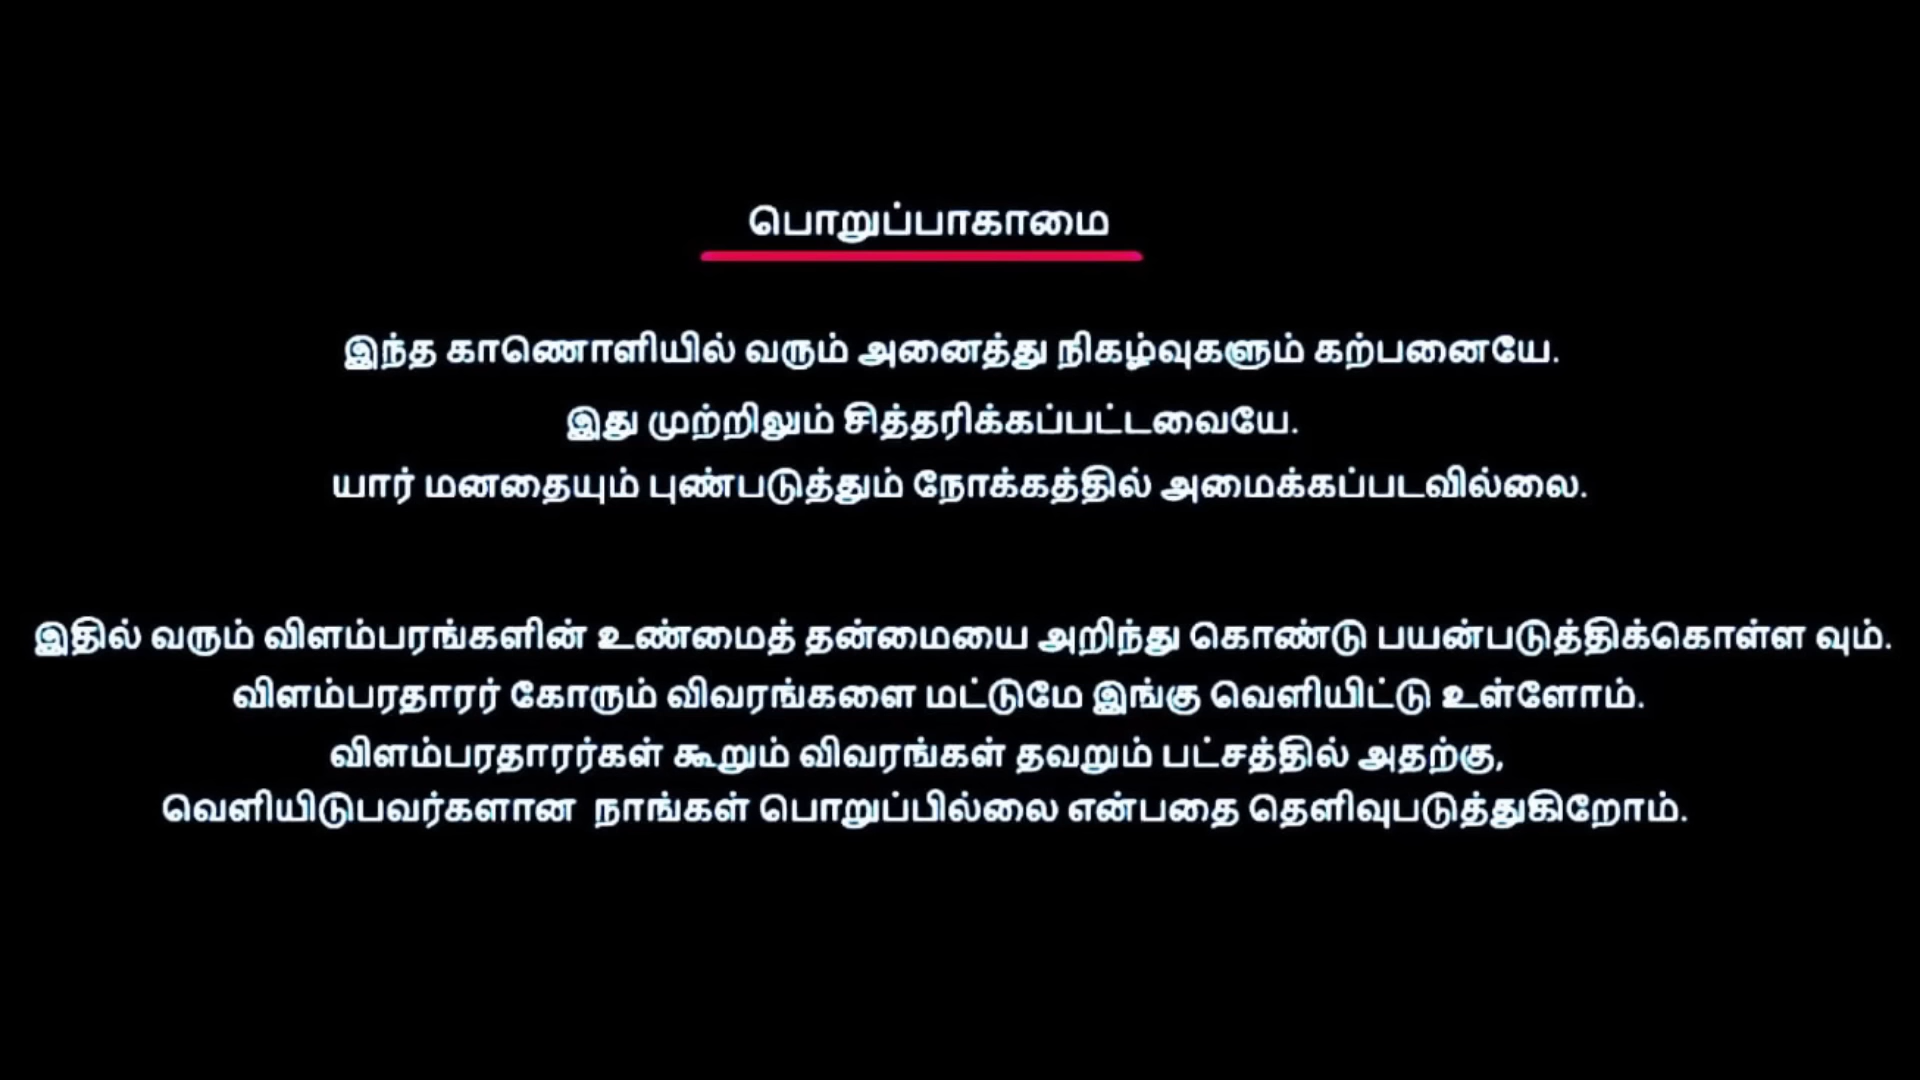 பொறுப்பாகாமை
இந்த காணொளியில் வரும் அனைத்து நிகழ்வுகளும் கற்பனையே.
இது முற்றிலும் சித்தரிக்கப்பட்டவையே.
யார் மனதையும் புண்படுத்தும் நோக்கத்தில் அமைக்கப்படவில்லை.
இதில் வரும் விளம்பரங்களின் உண்மைத் தன்மையை அறிந்து கொண்டு பயன்படுத்திக்கொள்ள வும்.
விளம்பரதாரர் கோரும் விவரங்களை மட்டுமே இங்கு வெளியிட்டு உள்ளோம்.
விளம்பரதாரர்கள் கூறும் விவரங்கள் தவறும் பட்சத்தில் அதற்கு,
வெளியிடுபவர்களான நாங்கள் பொறுப்பில்லை என்பதை தெளிவுபடுத்துகிறோம்.